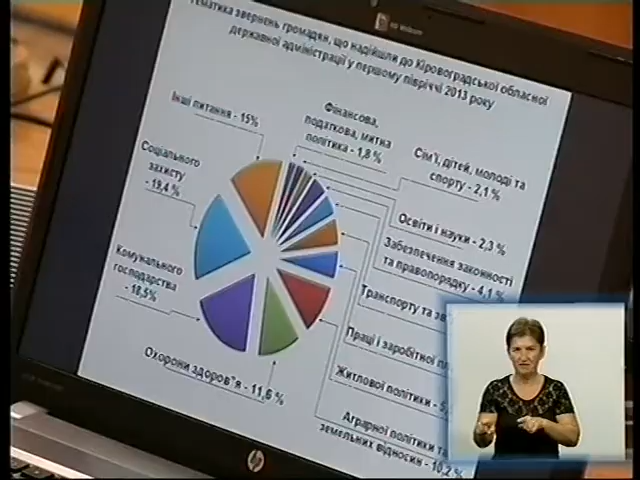 Тематика звернень громадян, що надійшли до Кіровоградської обласної
державної адміністрації у першому півріччі 2013 року
Інші питання - 15%
Фінансова,
податкова, митна
політика - 1,8 %
Сім'ї, дітей, молоді та
спорту - 2,1 %
Соціального
захисту
- 19,4 %
Освіти і науки - 2,3 %
Забезпечення законності
та правопорядку - 4,1 %
Комунального
господарства
- 18,5%
Транспорту та
Праці і заробітної
Житлової політики -
Охорони здоров"я - 11,6 %
Аграрної політики та
земельних відносин - 10,2 %
hp